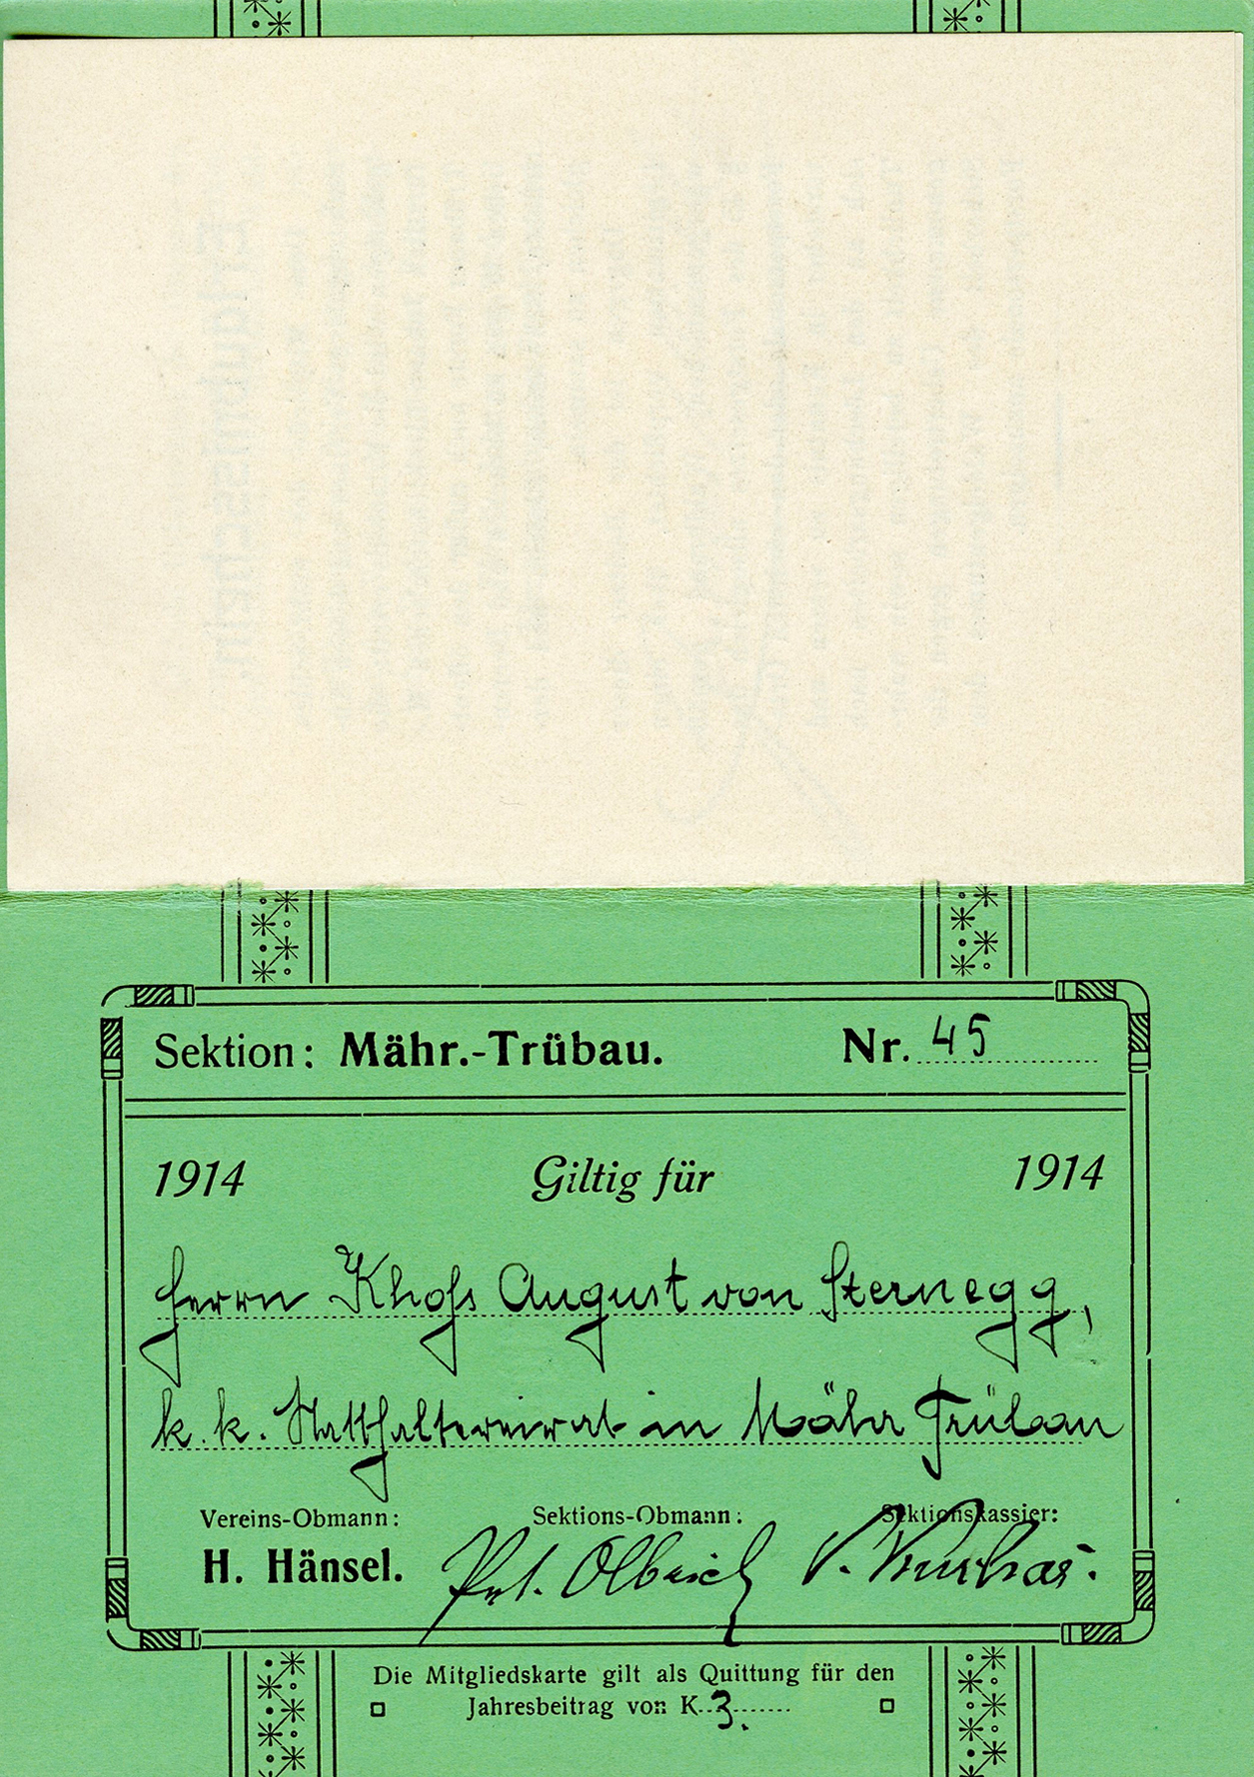 Sektion: Mähr.-Trübau. Nr. 45
1914 Giltig für 1914
Herrn Khoß August von Sternegg,
k. k. Statthaltereirat in Mähr Trübau
Vereins-Obmann: Sektions-Obmann: Sektionskassier:
H. Hänsel. Olbrich
Die Mitgliedskarte gilt als Quittung für den
Jahresbeitrag von K 3.